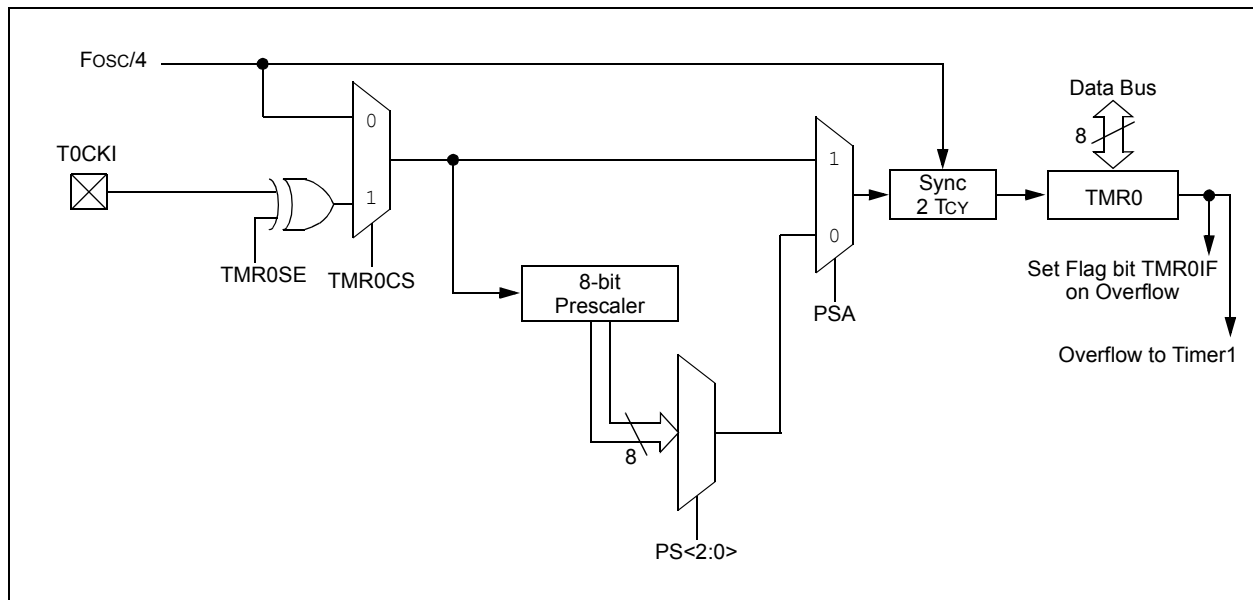 FOSC/4
Data Bus
8
T0CKI
0
1
1
0
Sync
2 TCY
TMR0
TMR0SE
TMR0CS
8-bit
Prescaler
PSA
Set Flag bit TMR0IF
on Overflow
Overflow to Timer1
8
PS<2:0>